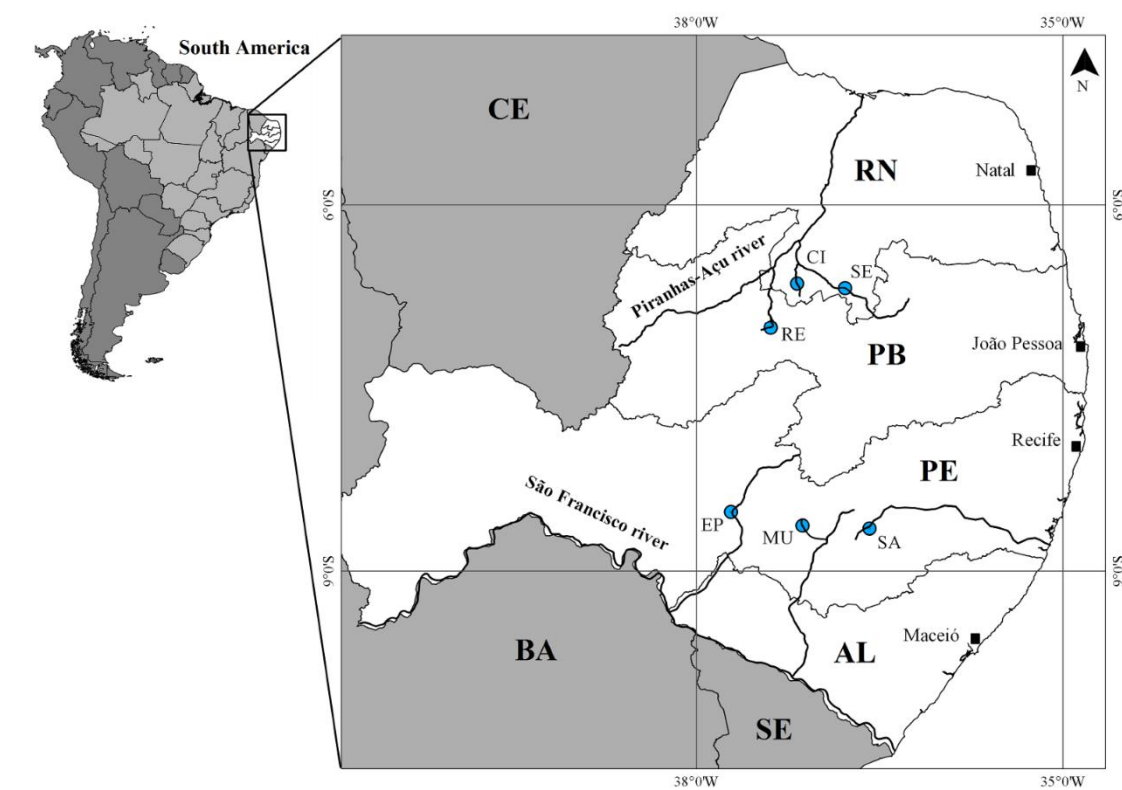 38°0'W
35°0'W
South America
CE
N
RN
Natal
6°0'S
6°0'S
Piranhas-Açu river
CI
SE
RE
PB
João Pessoa
Recife
PE
São Francisco river
EP
MU
SA
9°0'S
9°0'S
Maceió
BA
AL
SE
38°0'W
35°0'W